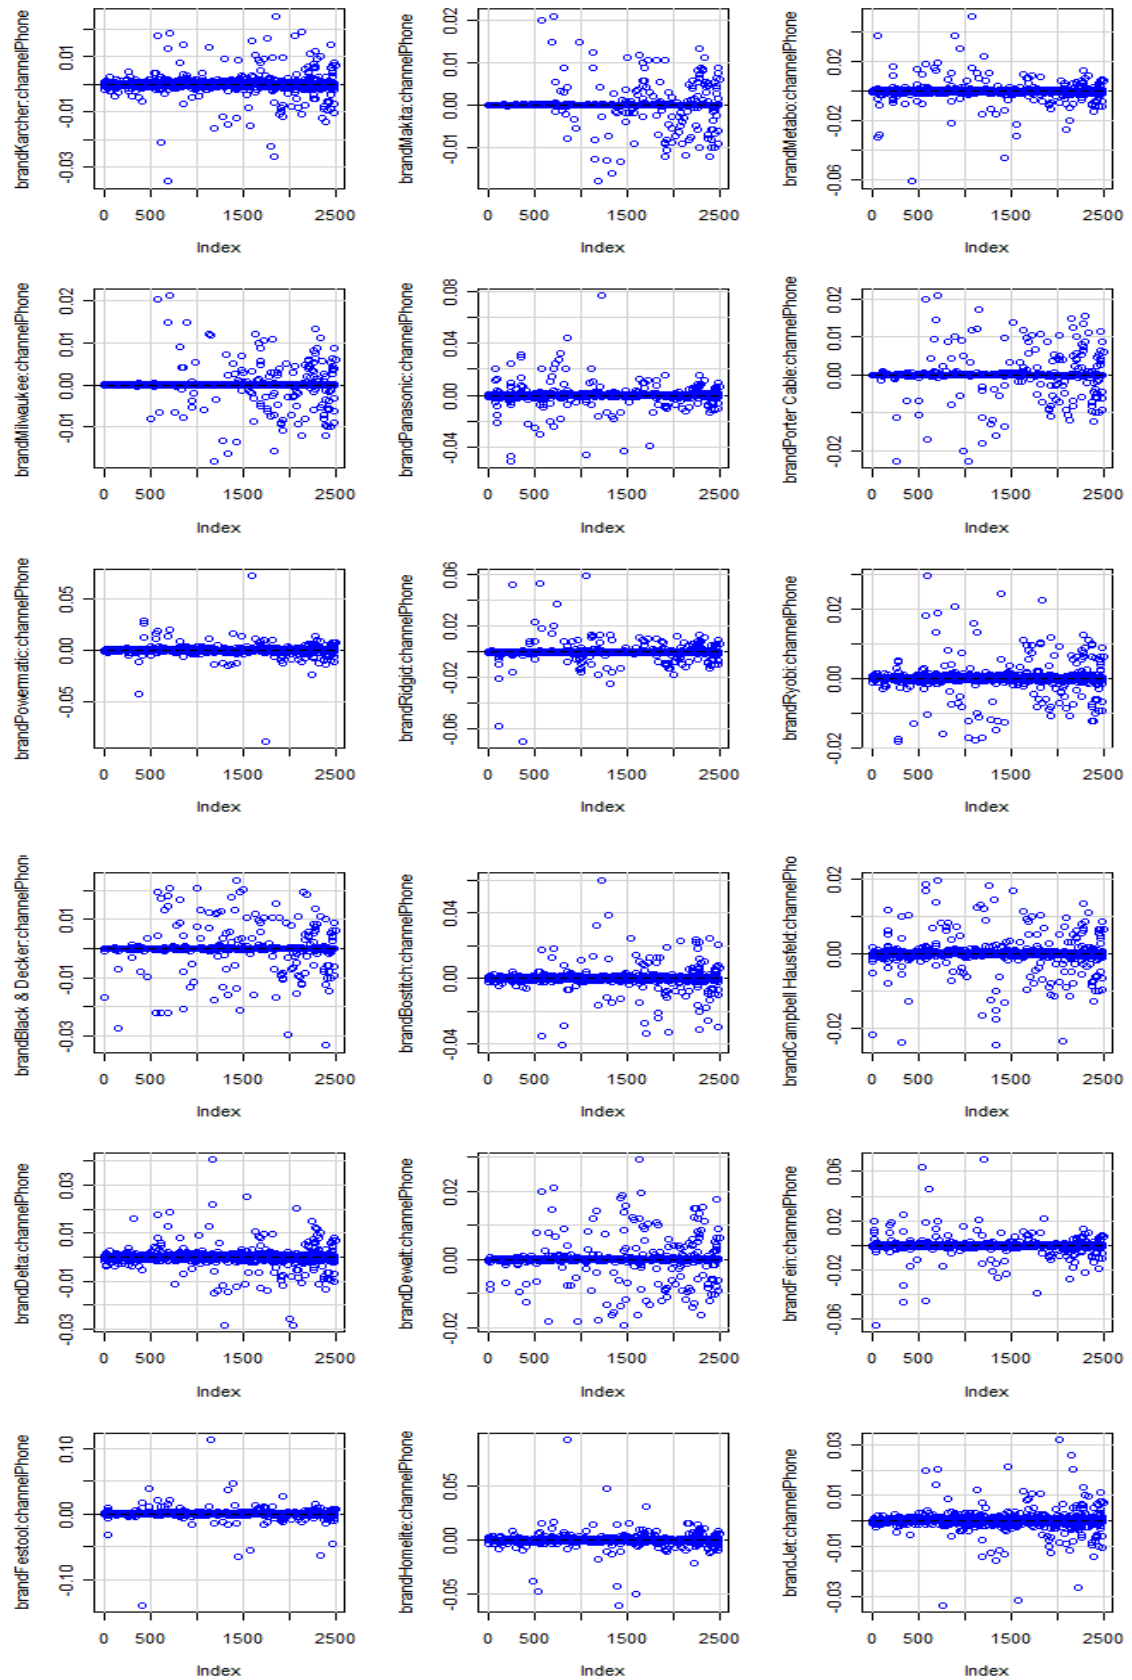 brandKarcher:channelPhone
0.01
-0.01
-0.03
0 500 1500 2500
Index
brandMakita:channelPhone
0.02
0.00
-0.01
0 500 1500 2500
Index
brandMetabo:channelPhone
0.02
-0.02
-0.06
0 500 1500 2500
Index
brandMilwaukee:channelPhone
0.02
0.01
0.00
-0.01
0 500 1500 2500
Index
brandPanasonic:channelPhone
0.08
0.04
0.00
-0.04
0 500 1500 2500
Index
brandPorter Cable:channelPhone
0.02
0.00
-0.02
0 500 1500 2500
Index
brandPowermatic:channelPhone
0.05
0.00
-0.05
0 500 1500 2500
Index
brandRidgid:channelPhone
0.06
0.02
-0.02
-0.06
0 500 1500 2500
Index
brandRyobi:channelPhone
0.02
0.00
-0.02
0 500 1500 2500
Index
brandBlack & Decker:channelPhon
0.01
-0.01
-0.03
0 500 1500 2500
Index
brandBostitch:channelPhone
0.04
0.00
-0.04
0 500 1500 2500
Index
brandCampbell Hausfeld:channelPho
0.02
0.00
-0.02
0 500 1500 2500
Index
brandDelta:channelPhone
0.03
0.01
-0.01
-0.03
0 500 1500 2500
Index
brandDewalt:channelPhone
0.02
0.00
-0.02
0 500 1500 2500
Index
brandFein:channelPhone
0.06
0.02
-0.02
-0.06
0 500 1500 2500
Index
brandFestool:channelPhone
0.10
0.00
-0.10
0 500 1500 2500
Index
brandHomelite:channelPhone
0.05
0.00
-0.05
0 500 1500 2500
Index
brandJet:channelPhone
0.03
0.01
-0.01
-0.03
0 500 1500 2500
Index